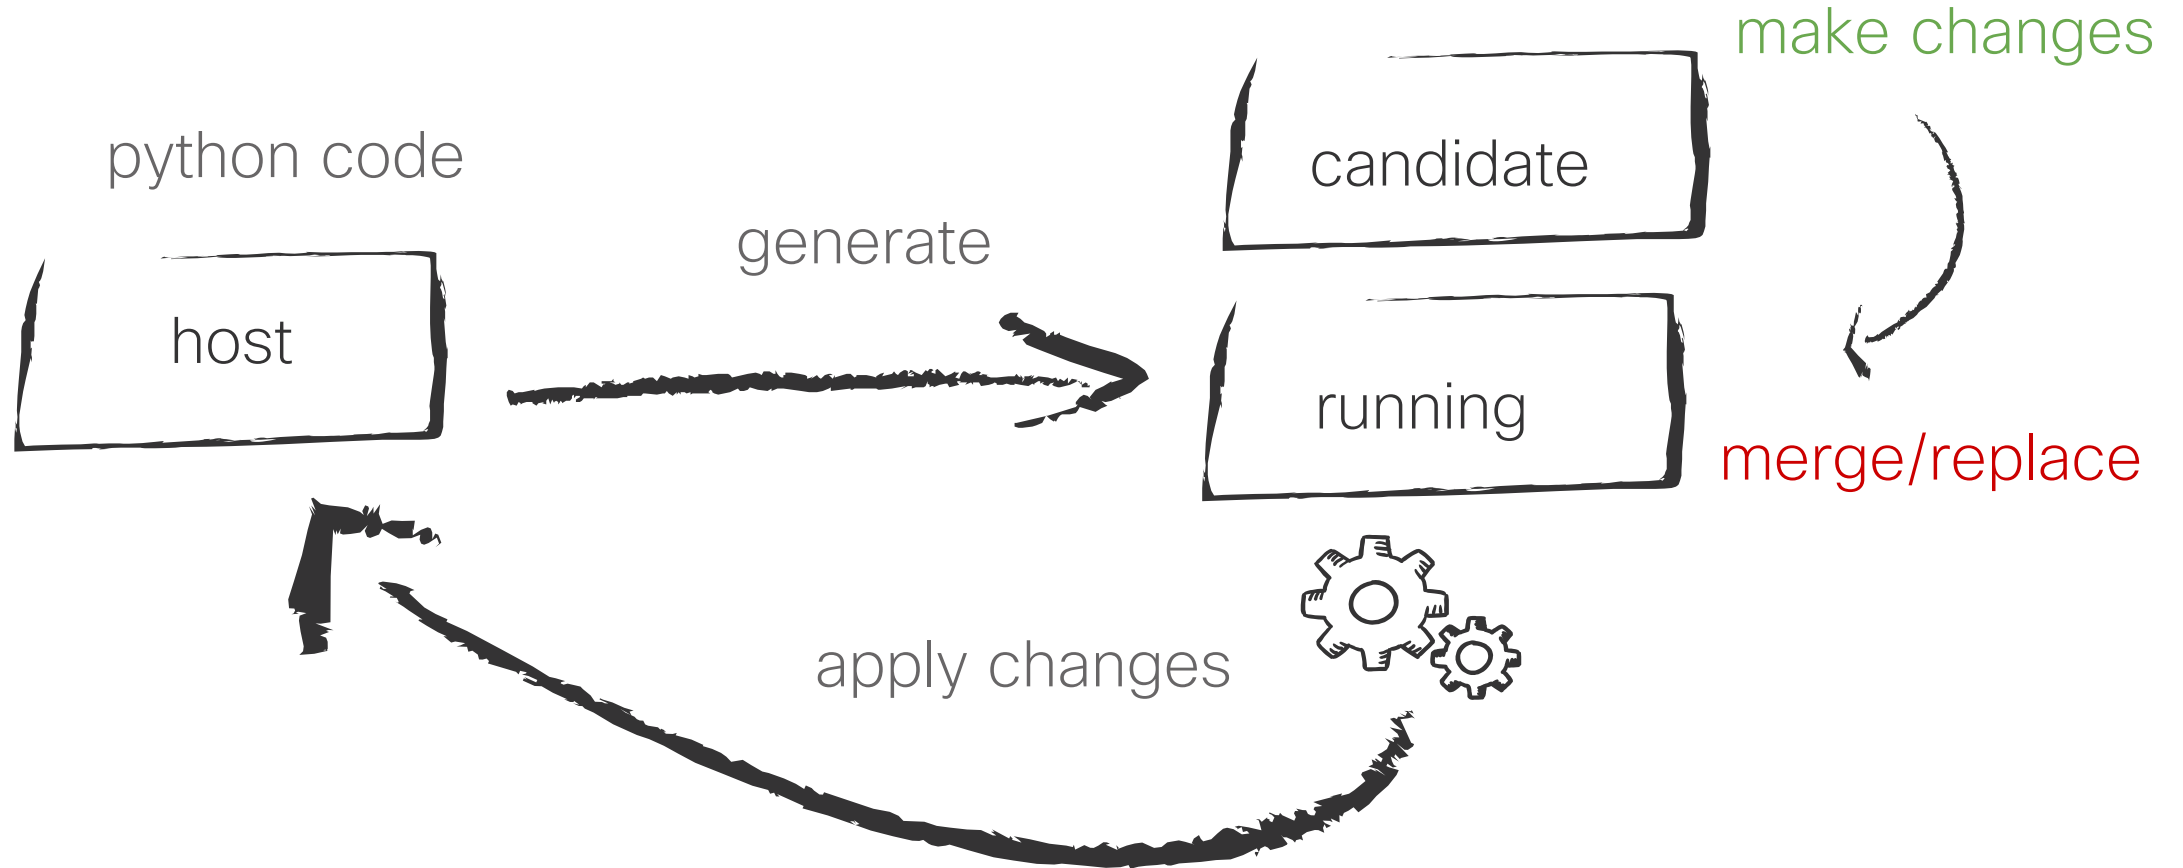 make changes
python code
candidate
generate
host
running
merge/replace
apply changes